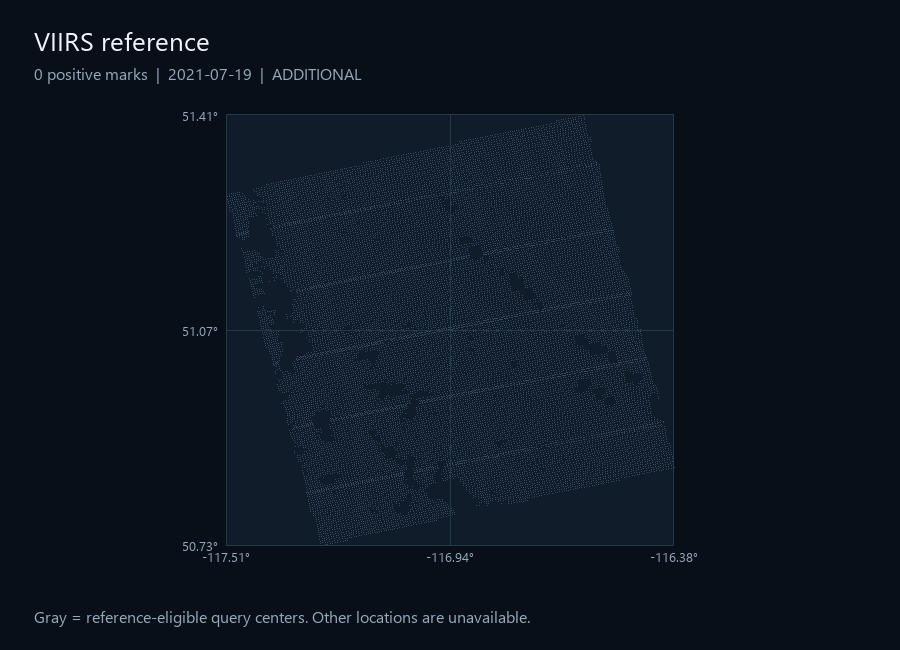 VIIRS reference
0 positive marks | 2021-07-19 | ADDITIONAL
51.41°
51.07°
50.73°
-117.51°
-116.94°
-116.38°
Gray = reference-eligible query centers. Other locations are unavailable.